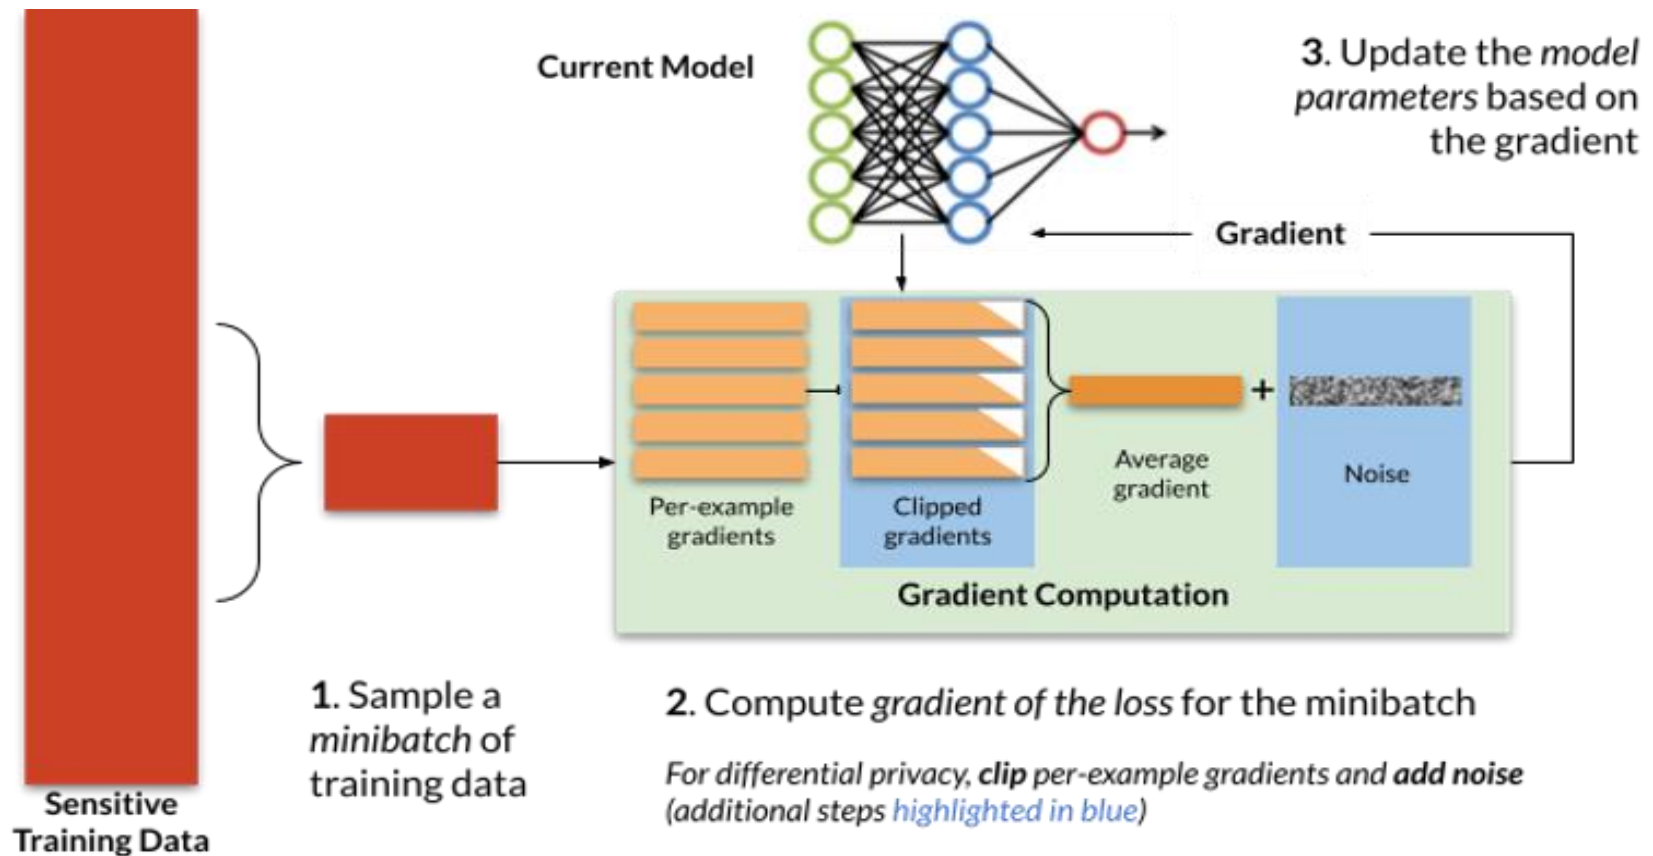 Current Model
3. Update the model
parameters based on
the gradient
Gradient
Per-example
gradients
Clipped
gradients
Average
gradient
+
Noise
Gradient Computation
Sensitive
Training Data
1. Sample a
minibatch of
training data
2. Compute gradient of the loss for the minibatch
For differential privacy, clip per-example gradients and add noise
(additional steps highlighted in blue)